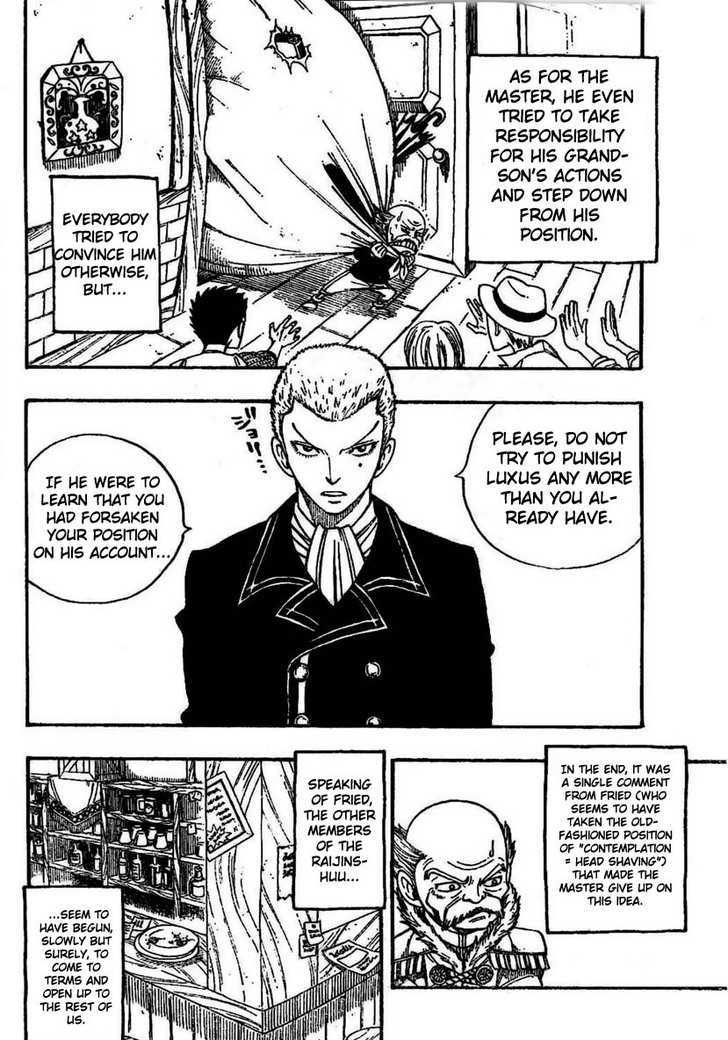 AS FOR THE
MASTER, HE EVEN
TRIED TO TAKE
RESPONSIBILITY
FOR HIS GRAND-
SON'S ACTIONS
AND STEP DOWN
FROM HIS
POSITION.
EVERYBODY
TRIED TO
CONVINCE HIM
OTHERWISE,
BUT...
PLEASE, DO NOT
TRY TO PUNISH
LUXUS ANY MORE
THAN YOU AL-
READY HAVE.
IF HE WERE TO
LEARN THAT YOU
HAD FORSAKEN
YOUR POSITION
ON HIS ACCOUNT...
IN THE END, IT WAS
A SINGLE COMMENT
FROM FRIED (WHO
SEEMS TO HAVE
TAKEN THE OLD-
FASHIONED POSITION
OF "CONTEMPLATION
= HEAD SHAVING")
THAT MADE THE
MASTER GIVE UP ON
THIS IDEA.
SPEAKING
OF FRIED,
THE OTHER
MEMBERS
OF THE
RAIJINS-
HUU...
...SEEM TO
HAVE BEGUN,
SLOWLY BUT
SURELY, TO
COME TO
TERMS AND
OPEN UP TO
THE REST OF
US.